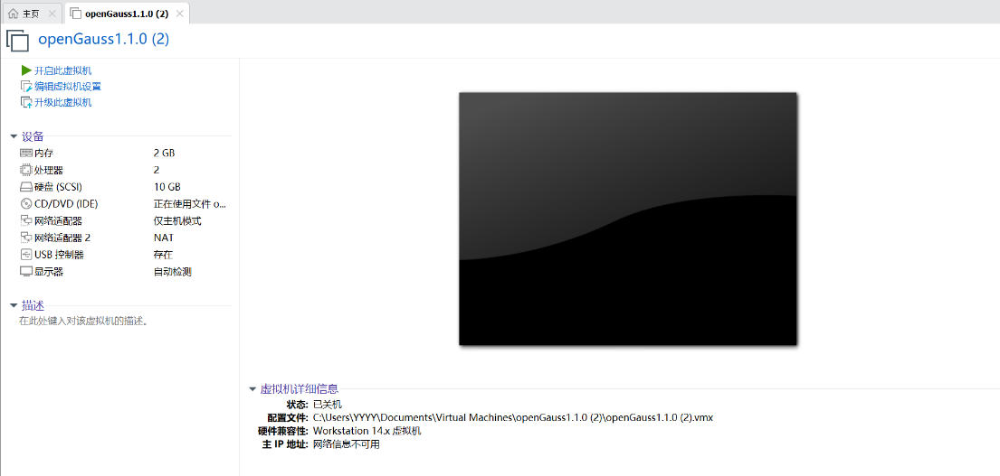 主页
openGauss1.1.0 (2)
openGauss1.1.0 (2)
开启此虚拟机
编辑虚拟机设置
升级此虚拟机
设备
内存 2 GB
处理器 2
硬盘 (SCSI) 10 GB
CD/DVD (IDE) 正在使用文件 o...
网络适配器 仅主机模式
网络适配器 2 NAT
USB 控制器 存在
显示器 自动检测
描述
在此处键入对该虚拟机的描述。
虚拟机详细信息
状态: 已关机
配置文件: C:\Users\YYYY\Documents\Virtual Machines\openGauss1.1.0 (2)\openGauss1.1.0 (2).vmx
硬件兼容性: Workstation 14.x 虚拟机
主 IP 地址: 网络信息不可用